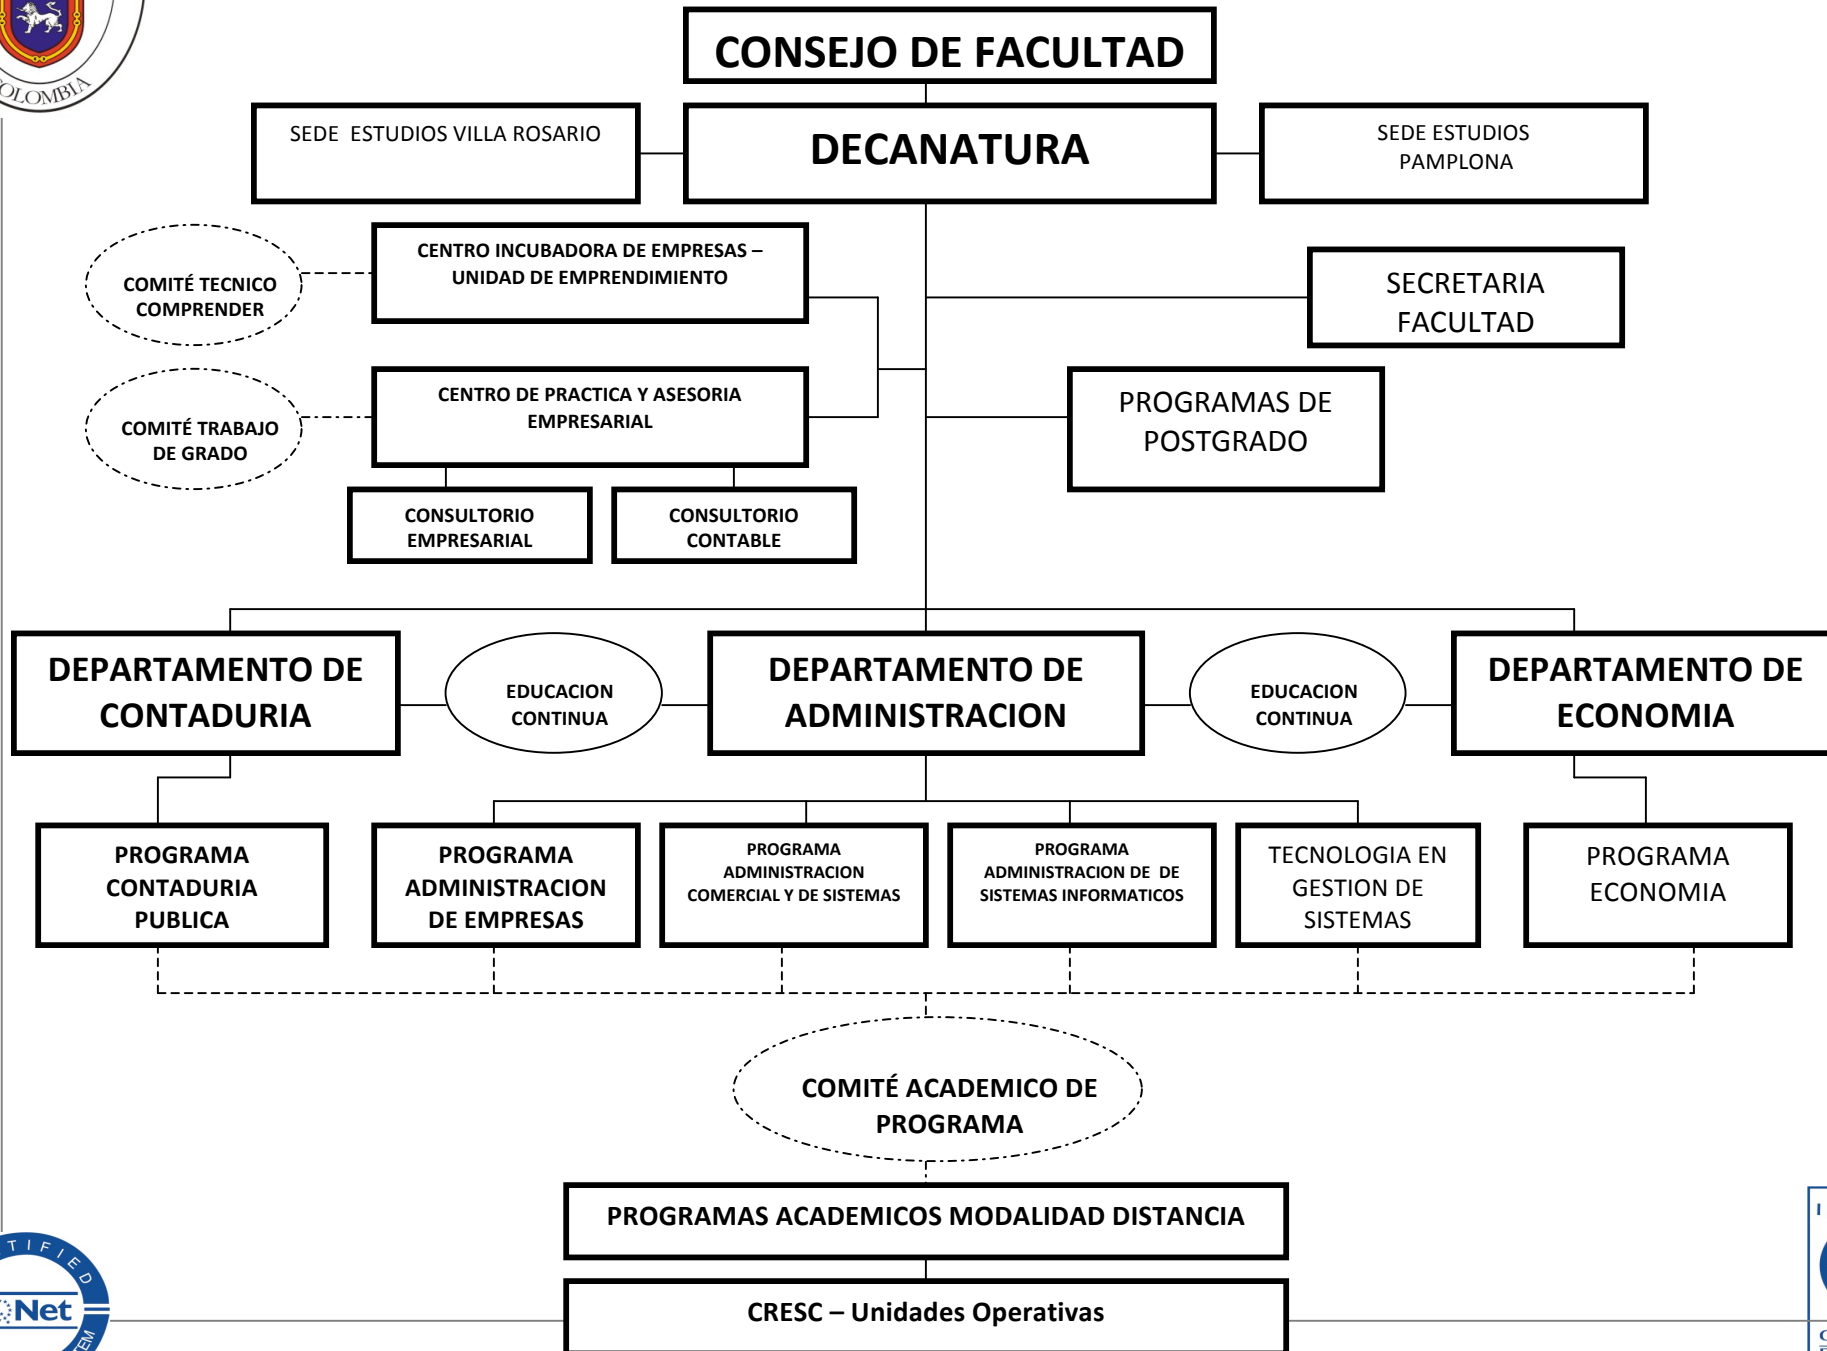 COLOMBIA
CONSEJO DE FACULTAD
SEDE ESTUDIOS VILLA ROSARIO
DECANATURA
SEDE ESTUDIOS
PAMPLONA
CENTRO INCUBADORA DE EMPRESAS –
UNIDAD DE EMPRENDIMIENTO
COMITÉ TECNICO
COMPRENDER
SECRETARIA
FACULTAD
CENTRO DE PRACTICA Y ASESORIA
EMPRESARIAL
COMITÉ TRABAJO
DE GRADO
PROGRAMAS DE
POSTGRADO
CONSULTORIO
EMPRESARIAL
CONSULTORIO
CONTABLE
DEPARTAMENTO DE
CONTADURIA
EDUCACION
CONTINUA
DEPARTAMENTO DE
ADMINISTRACION
EDUCACION
CONTINUA
DEPARTAMENTO DE
ECONOMIA
PROGRAMA
CONTADURIA
PUBLICA
PROGRAMA
ADMINISTRACION
DE EMPRESAS
PROGRAMA
ADMINISTRACION
COMERCIAL Y DE SISTEMAS
PROGRAMA
ADMINISTRACION DE DE
SISTEMAS INFORMATICOS
TECNOLOGIA EN
GESTION DE
SISTEMAS
PROGRAMA
ECONOMIA
COMITÉ ACADEMICO DE
PROGRAMA
PROGRAMAS ACADEMICOS MODALIDAD DISTANCIA
CRESC – Unidades Operativas
TIFIED
Net